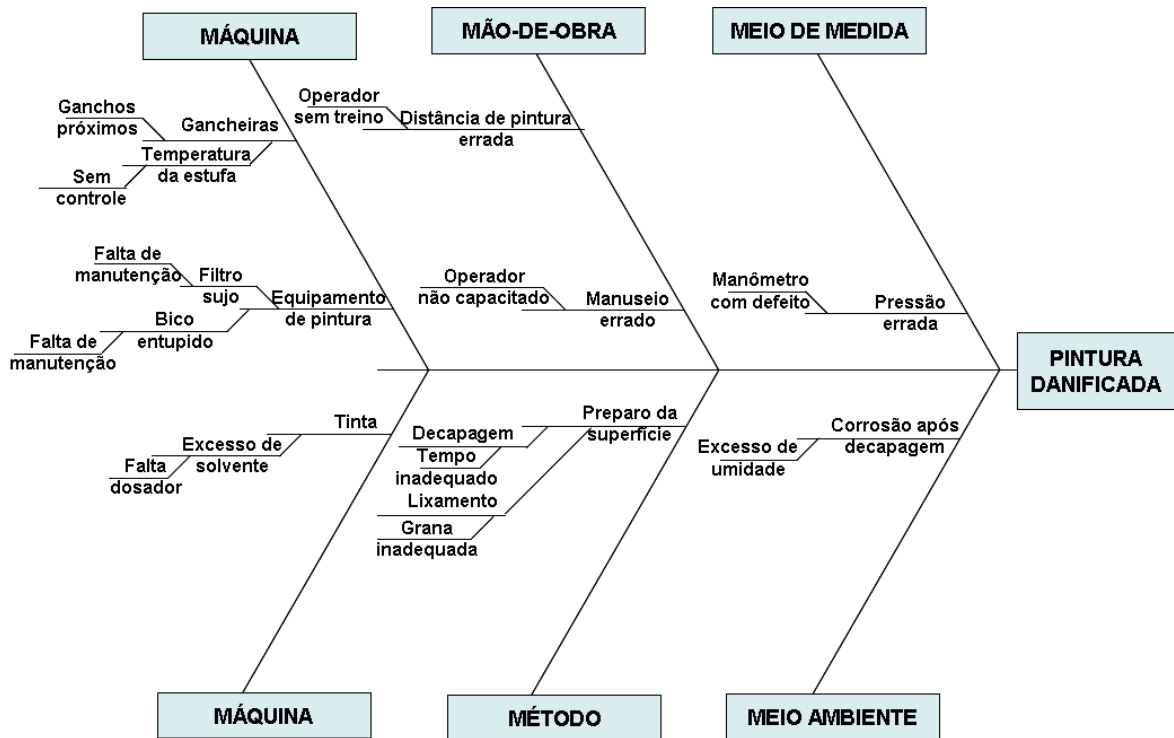 MÁQUINA
MÃO-DE-OBRA
MEIO DE MEDIDA
Ganchos
próximos
Gancheiras
Temperatura
da estufa
Sem
controle
Operador
sem treino
Distância de pintura
errada
Falta de
manutenção
Filtro
sujo
Equipamento
de pintura
Bico
entupido
Falta de
manutenção
Operador
não capacitado
Manuseio
errado
Manômetro
com defeito
Pressão
errada
PINTURA
DANIFICADA
Tinta
Excesso de
solvente
Falta
dosador
Preparo da
superfície
Decapagem
Tempo
inadequado
Lixamento
Grana
inadequada
Corrosão após
decapagem
Excesso de
umidade
MÁQUINA
MÉTODO
MEIO AMBIENTE